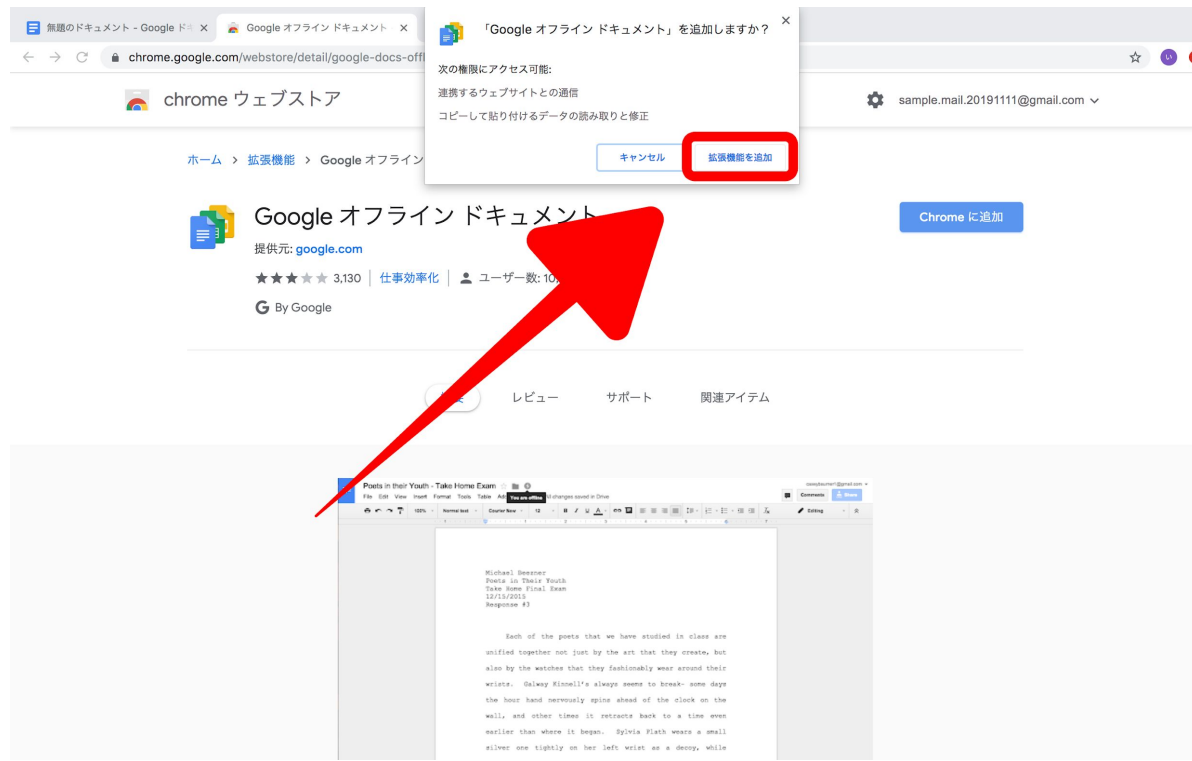 無題のドキュメント - Google ド
Google オフライン ドキュメント
chrome.google.com/webstore/detail/google-docs-offl
「Google オフライン ドキュメント」を追加しますか？
次の権限にアクセス可能:
連携するウェブサイトとの通信
コピーして貼り付けるデータの読み取りと修正
キャンセル
拡張機能を追加
い
chrome ウェブストア
sample.mail.20191111@gmail.com
ホーム > 拡張機能 > Google オフライン
Google オフライン ドキュメント
Chrome に追加
提供元: google.com
3,130 仕事効率化 ユーザー数: 10,
G By Google
レビュー サポート 関連アイテム
Poets in their Youth - Take Home Exam
File Edit View Insert Format Tools Table Ad You are offline All changes saved in Drive
Comments Share
Normal text Courier New 12 B I U A Editing
Michael Beezner
Poets in Their Youth
Take Home Final Exam
12/15/2015
Response #3
Each of the poets that we have studied in class are
unified together not just by the art that they create, but
also by the watches that they fashionably wear around their
wrists. Galway Kinnell's always seems to break- some days
the hour hand nervously spins ahead of the clock on the
wall, and other times it retracts back to a time even
earlier than where it began. Sylvia Plath wears a small
silver one tightly on her left wrist as a decoy, while